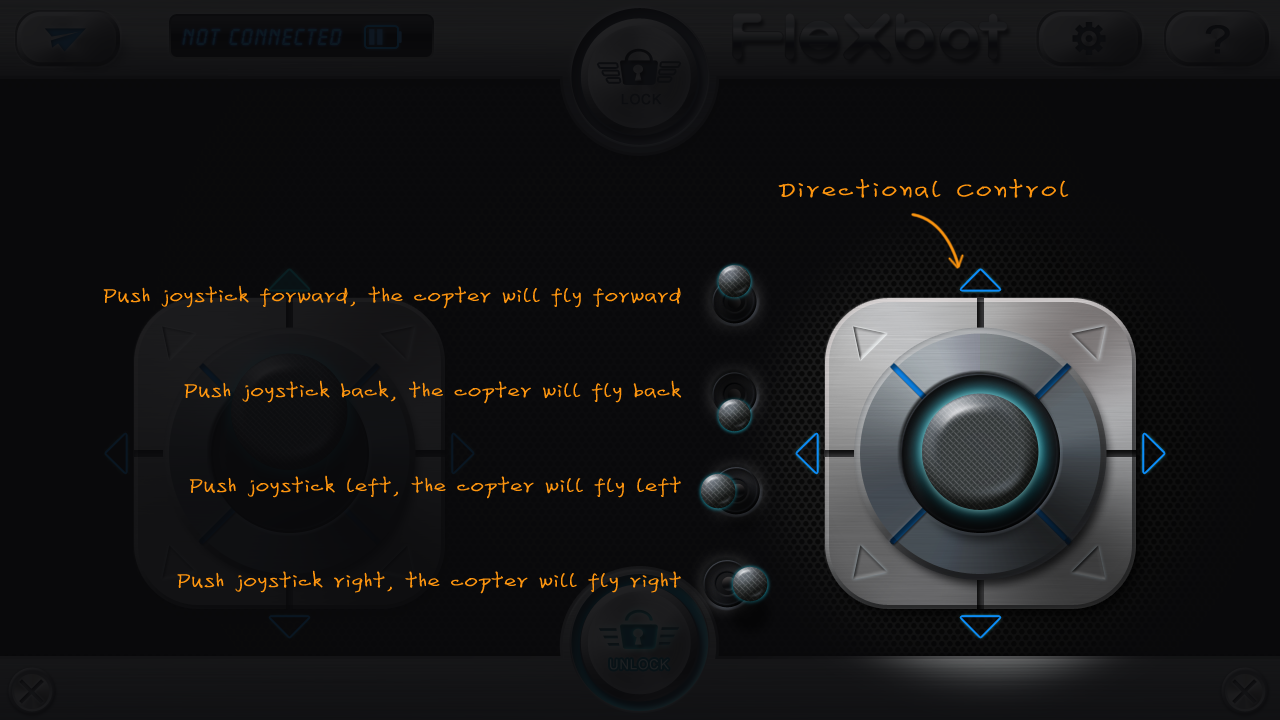 NOT CONNECTED
FleXbot
?
LOCK
Directional Control
Push joystick forward, the copter will fly forward
Push joystick back, the copter will fly back
Push joystick left, the copter will fly left
Push joystick right, the copter will fly right
UNLOCK